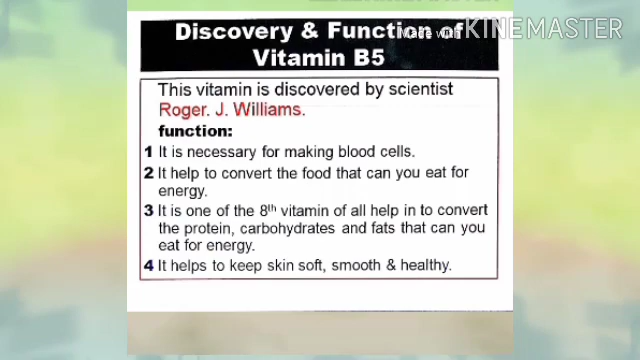 Made with KINEMASTER
Discovery & Function of
Vitamin B5
This vitamin is discovered by scientist
Roger. J. Williams.
function:
1 It is necessary for making blood cells.
2 It help to convert the food that can you eat for
energy.
3 It is one of the 8th vitamin of all help in to convert
the protein, carbohydrates and fats that can you
eat for energy.
4 It helps to keep skin soft, smooth & healthy.